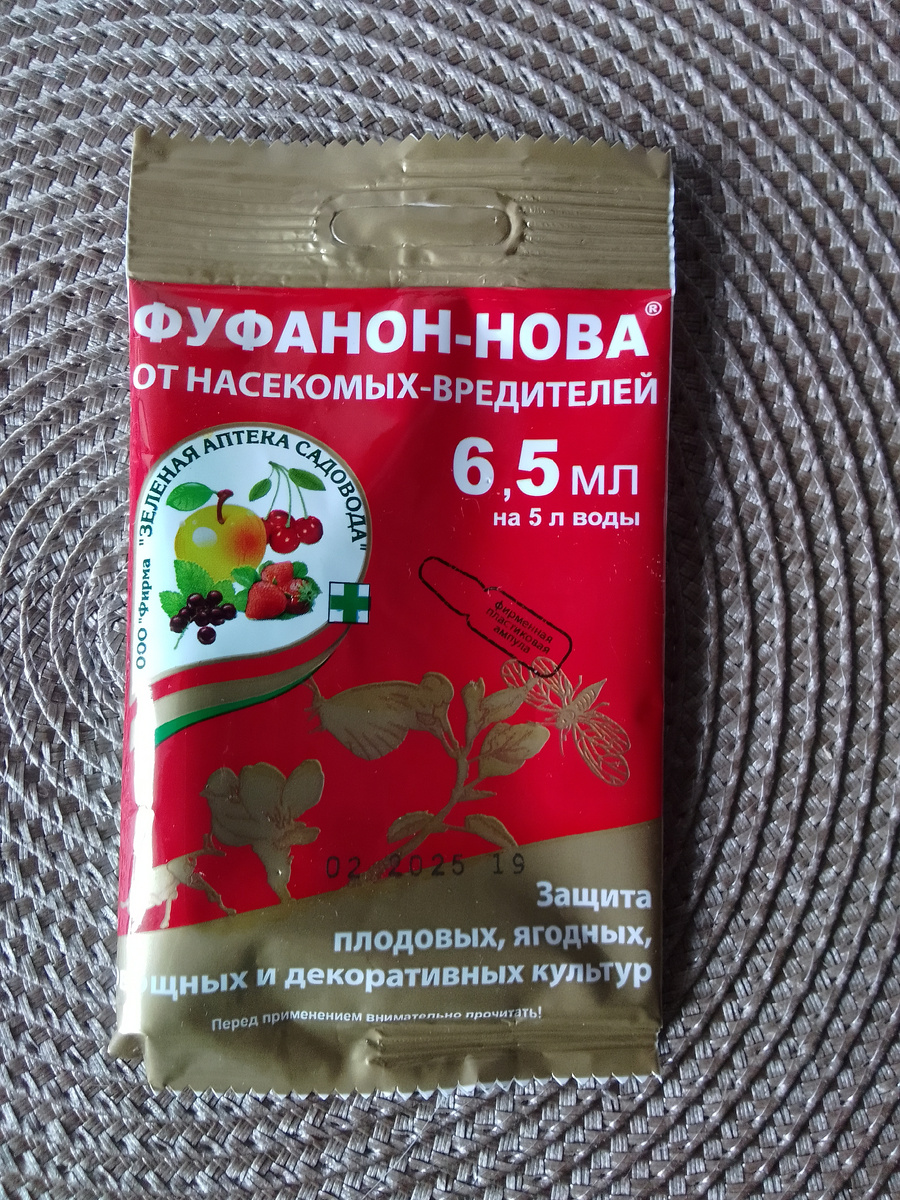 ФУФАНОН-НОВА®
ОТ НАСЕКОМЫХ-ВРЕДИТЕЛЕЙ
6,5 мл
на 5 л воды
ООО "Фирма "ЗЕЛЕНАЯ АПТЕКА САДОВОДА"
фирменная
пластиковая
ампула
02 2025 19
Защита
плодовых, ягодных,
ощных и декоративных культур
Перед применением внимательно прочитать!